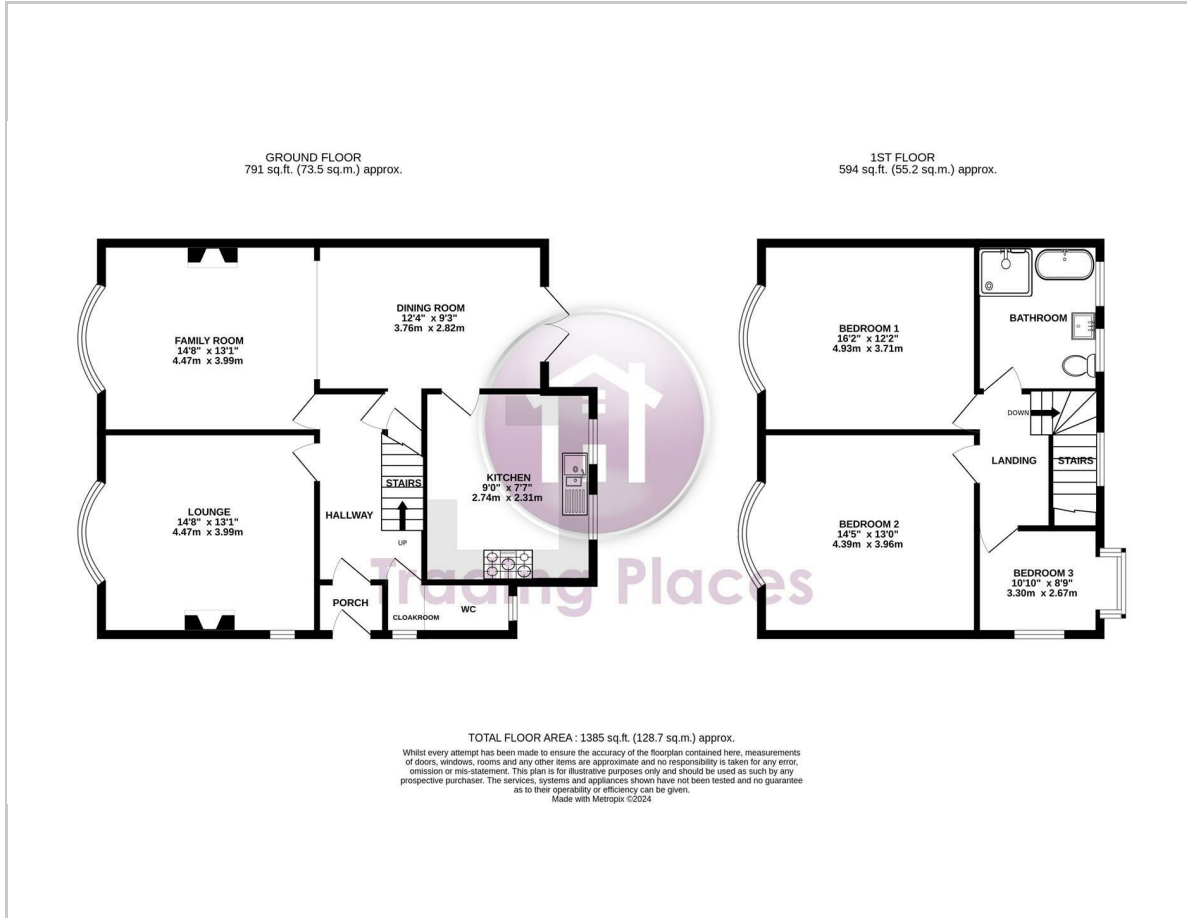 GROUND FLOOR
791 sq.ft. (73.5 sq.m.) approx.
1ST FLOOR
594 sq.ft. (55.2 sq.m.) approx.
DINING ROOM
12'4" x 9'3"
3.76m x 2.82m
FAMILY ROOM
14'8" x 13'1"
4.47m x 3.99m
KITCHEN
9'0" x 7'7"
2.74m x 2.31m
STAIRS
LOUNGE
14'8" x 13'1"
4.47m x 3.99m
HALLWAY
UP
PORCH
CLOAKROOM
WC
BATHROOM
BEDROOM 1
16'2" x 12'2"
4.93m x 3.71m
DOWN
LANDING
STAIRS
BEDROOM 2
14'5" x 13'0"
4.39m x 3.96m
BEDROOM 3
10'10" x 8'9"
3.30m x 2.67m
Trading Places
TOTAL FLOOR AREA : 1385 sq.ft. (128.7 sq.m.) approx.
Whilst every attempt has been made to ensure the accuracy of the floorplan contained here, measurements
of doors, windows, rooms and any other items are approximate and no responsibility is taken for any error,
omission or mis-statement. This plan is for illustrative purposes only and should be used as such by any
prospective purchaser. The services, systems and appliances shown have not been tested and no guarantee
as to their operability or efficiency can be given.
Made with Metropix ©2024